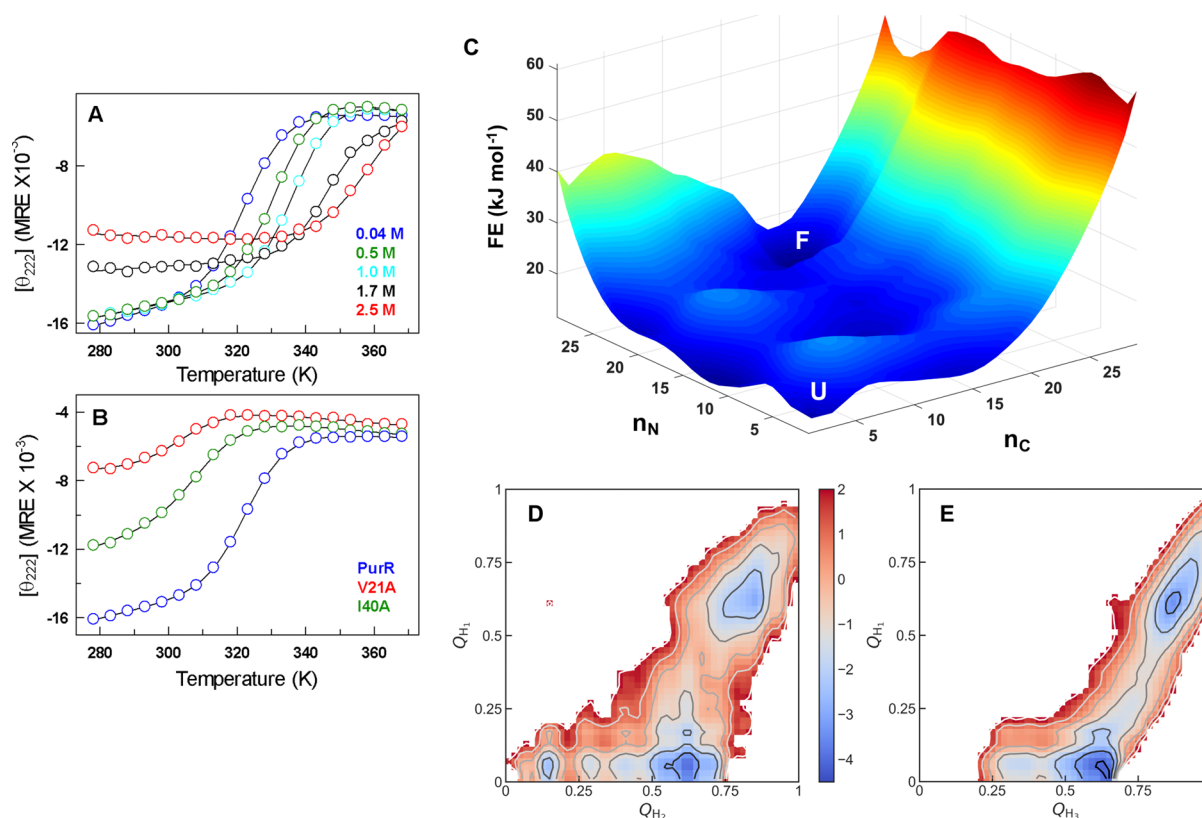 A
[θ222] (MRE X10-3)
-8
-12
-16
0.04 M
0.5 M
1.0 M
1.7 M
2.5 M
280 300 320 340 360
Temperature (K)
B
[θ222] (MRE X 10-3)
-4
-8
-12
-16
PurR
V21A
I40A
280 300 320 340 360
Temperature (K)
C
FE (kJ mol-1)
60
50
40
30
20
F
U
25 20 15 10 5
nN
5 10 15 20 25
nC
D
QH1
1
0.75
0.5
0.25
0
0 0.25 0.5 0.75 1
QH2
2
1
0
−1
−2
−3
−4
E
QH1
1
0.75
0.5
0.25
0
0 0.25 0.5 0.75
QH3